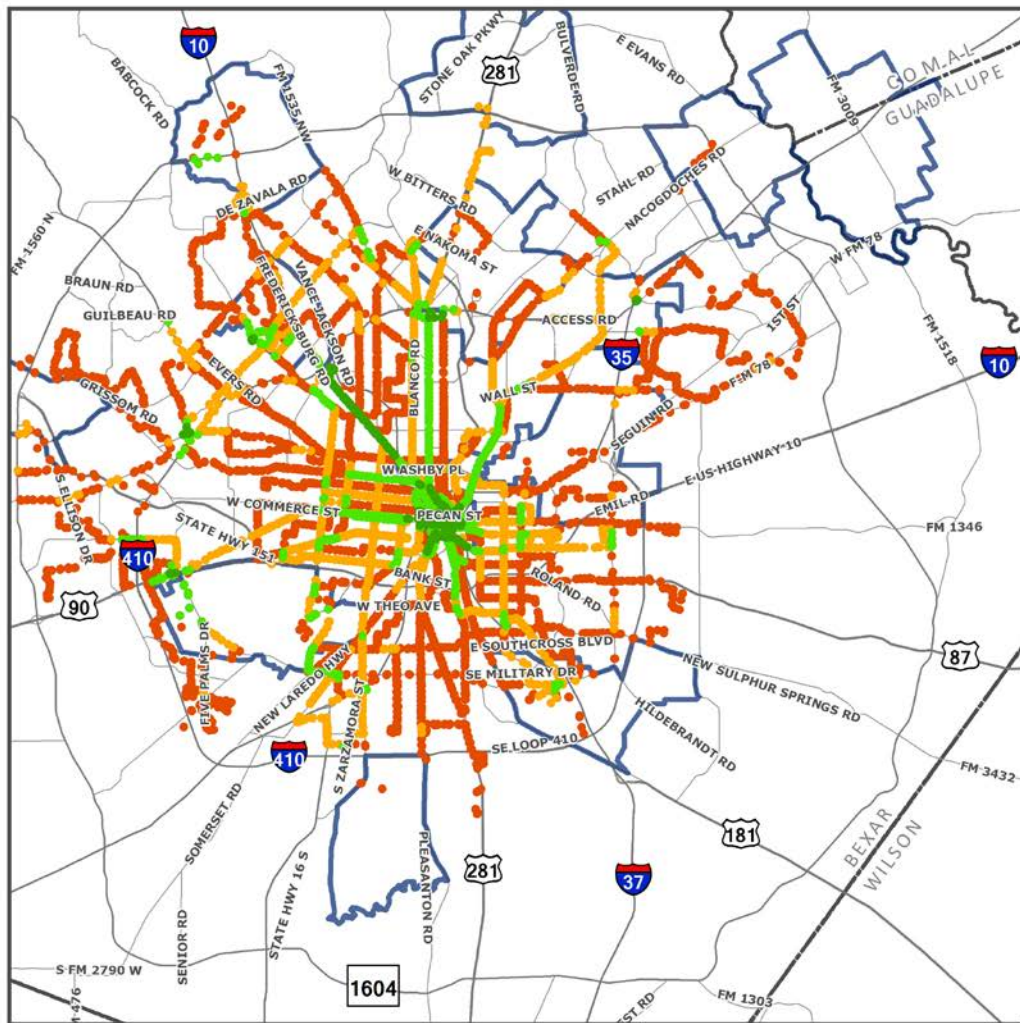 10
BABCOCK RD
FM 1535 NW
STONE OAK PKWY
281
BULVERDE RD
E EVANS RD
FM 3009
COMAL
GUADALUPE
STAHL RD
NACOGDOCHES RD
W BITTERS RD
DE ZAVALA RD
FM-1560 N
E NAKOMA ST
W FM 78
BRAUN RD
GUILBEAU RD
VANCE JACKSON RD
FREDERICKSBURG RD
BLANCO RD
ACCESS RD
1ST ST
35
FM 1518
10
EVERS RD
GRISSOM RD
WALL ST
FM 78
SEGUIN RD
W ASHBY PL
E US HIGHWAY 10
S ELLISON DR
W COMMERCE ST
PECAN ST
EMIL RD
FM 1346
STATE HWY 151
410
BANK ST
ROLAND RD
90
W THEO AVE
E SOUTHCROSS BLVD
87
FIVE PALMS DR
NEW LAREDO HWY
SE MILITARY DR
NEW SULPHUR SPRINGS RD
S ZARZAMORA ST
HILDEBRANDT RD
410
SE LOOP 410
FM 3432
SOMERSET RD
BEXAR
WILSON
181
PLEASANTON RD
281
37
STATE HWY 16 S
SENIOR RD
S FM 2790 W
1604
M 476
FM 1303
EST RD